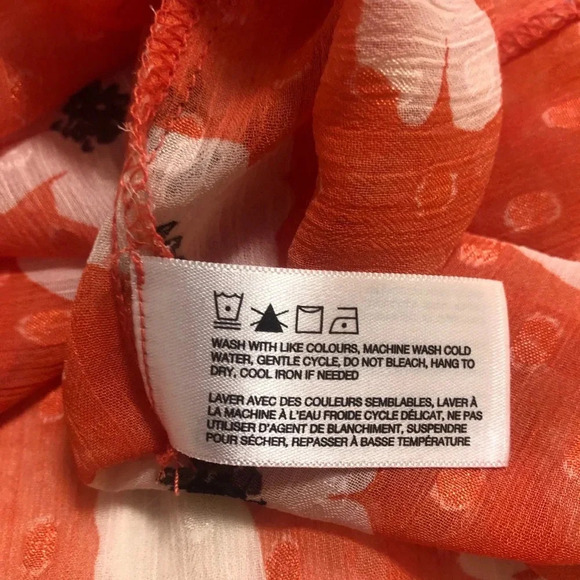 WASH WITH LIKE COLOURS, MACHINE WASH COLD
WATER, GENTLE CYCLE, DO NOT BLEACH, HANG TO
DRY, COOL IRON IF NEEDED
LAVER AVEC DES COULEURS SEMBLABLES, LAVER À
LA MACHINE À L'EAU FROIDE CYCLE DÉLICAT, NE PAS
UTILISER D'AGENT DE BLANCHIMENT, SUSPENDRE
POUR SÉCHER, REPASSER À BASSE TEMPÉRATURE